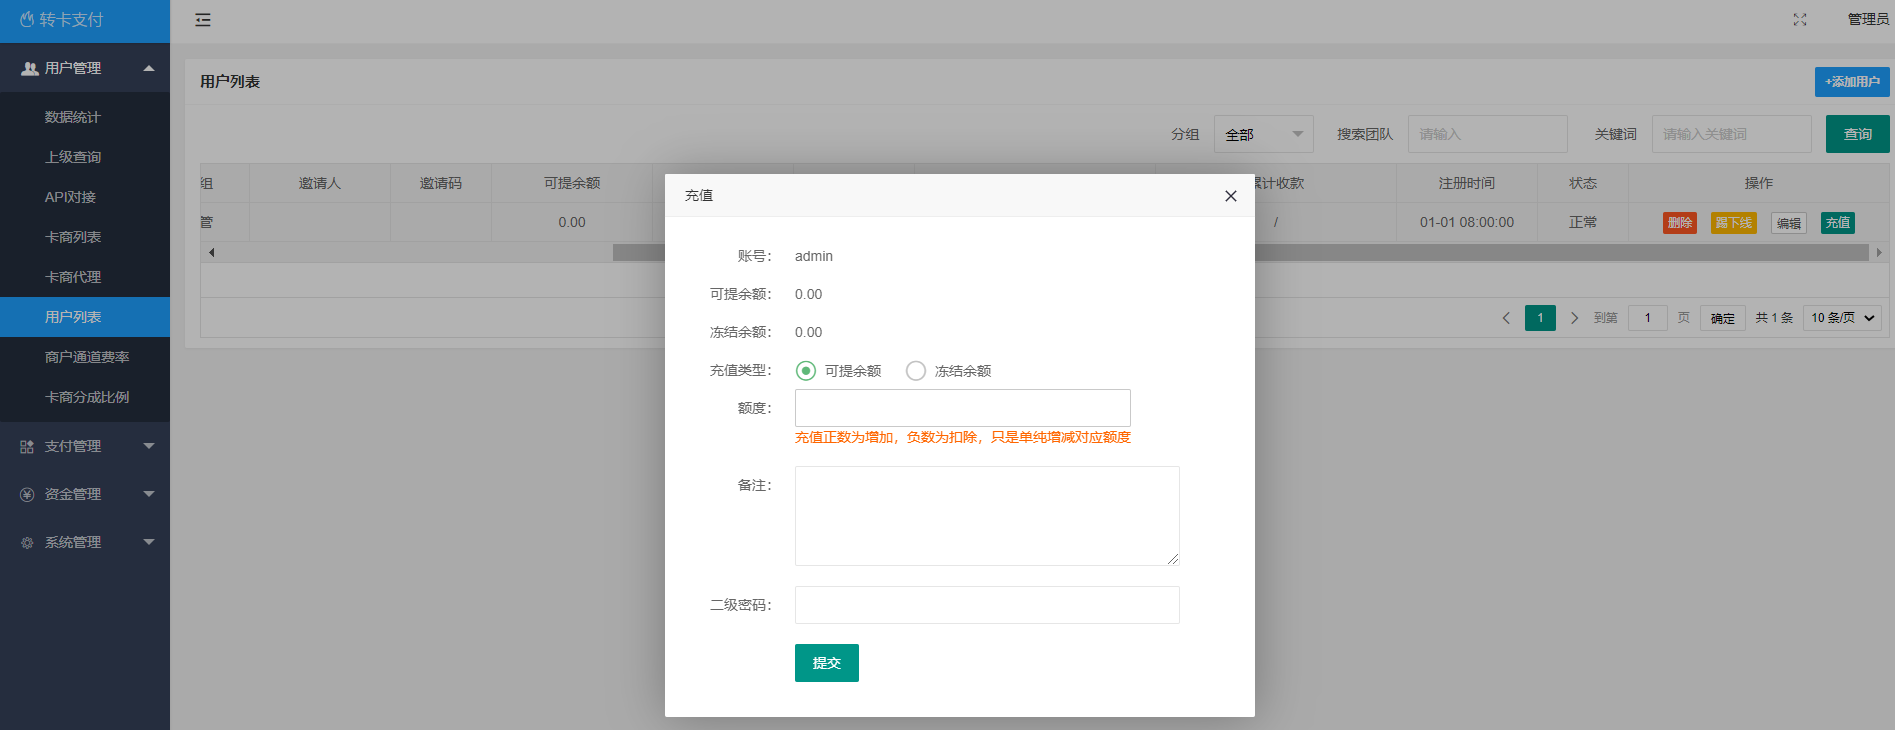 转卡支付
管理员
用户管理
数据统计
上级查询
API对接
卡商列表
卡商代理
用户列表
商户通道费率
卡商分成比例
支付管理
资金管理
系统管理
用户列表
+添加用户
分组 全部 搜索团队 请输入 关键词 请输入关键词 查询
组 邀请人 邀请码 可提余额 累计收款 注册时间 状态 操作
管 0.00 / 01-01 08:00:00 正常 删除 踢下线 编辑 充值
1 到第 1 页 确定 共 1 条 10 条/页
充值
账号： admin
可提余额： 0.00
冻结余额： 0.00
充值类型： 可提余额 冻结余额
额度：
充值正数为增加，负数为扣除，只是单纯增减对应额度
备注：
二级密码：
提交